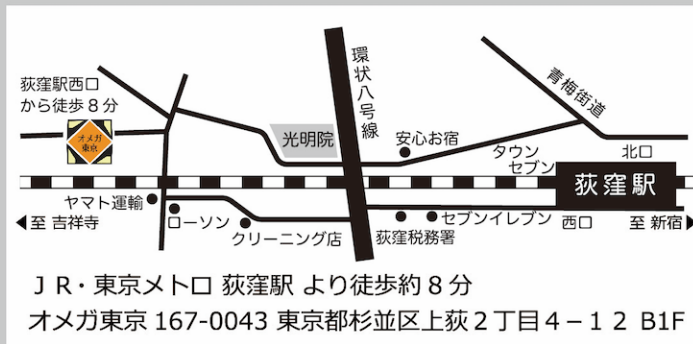 荻窪駅西口
から徒歩８分
オメガ
東京
光明院
環状八号線
安心お宿
青梅街道
タウン
セブン
北口
荻窪駅
ヤマト運輸
ローソン
クリーニング店
荻窪税務署
セブンイレブン
西口
至 吉祥寺
至 新宿
ＪＲ・東京メトロ 荻窪駅 より徒歩約８分
オメガ東京 167-0043 東京都杉並区上荻２丁目４－１２ B1F